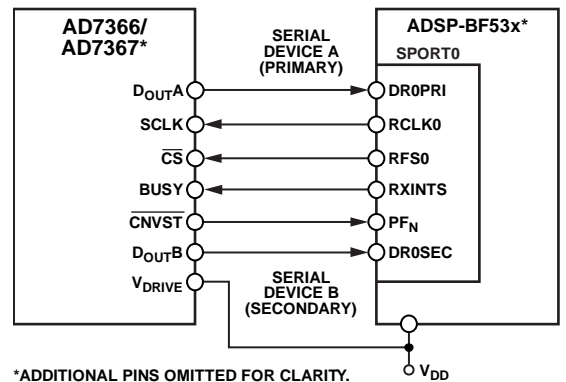 AD7366/
AD7367*
SERIAL
DEVICE A
(PRIMARY)
ADSP-BF53x*
SPORT0
DOUTA
DR0PRI
SCLK
RCLK0
CS
RFS0
BUSY
RXINTS
CNVST
PFN
DOUTB
DR0SEC
VDRIVE
SERIAL
DEVICE B
(SECONDARY)
VDD
*ADDITIONAL PINS OMITTED FOR CLARITY.